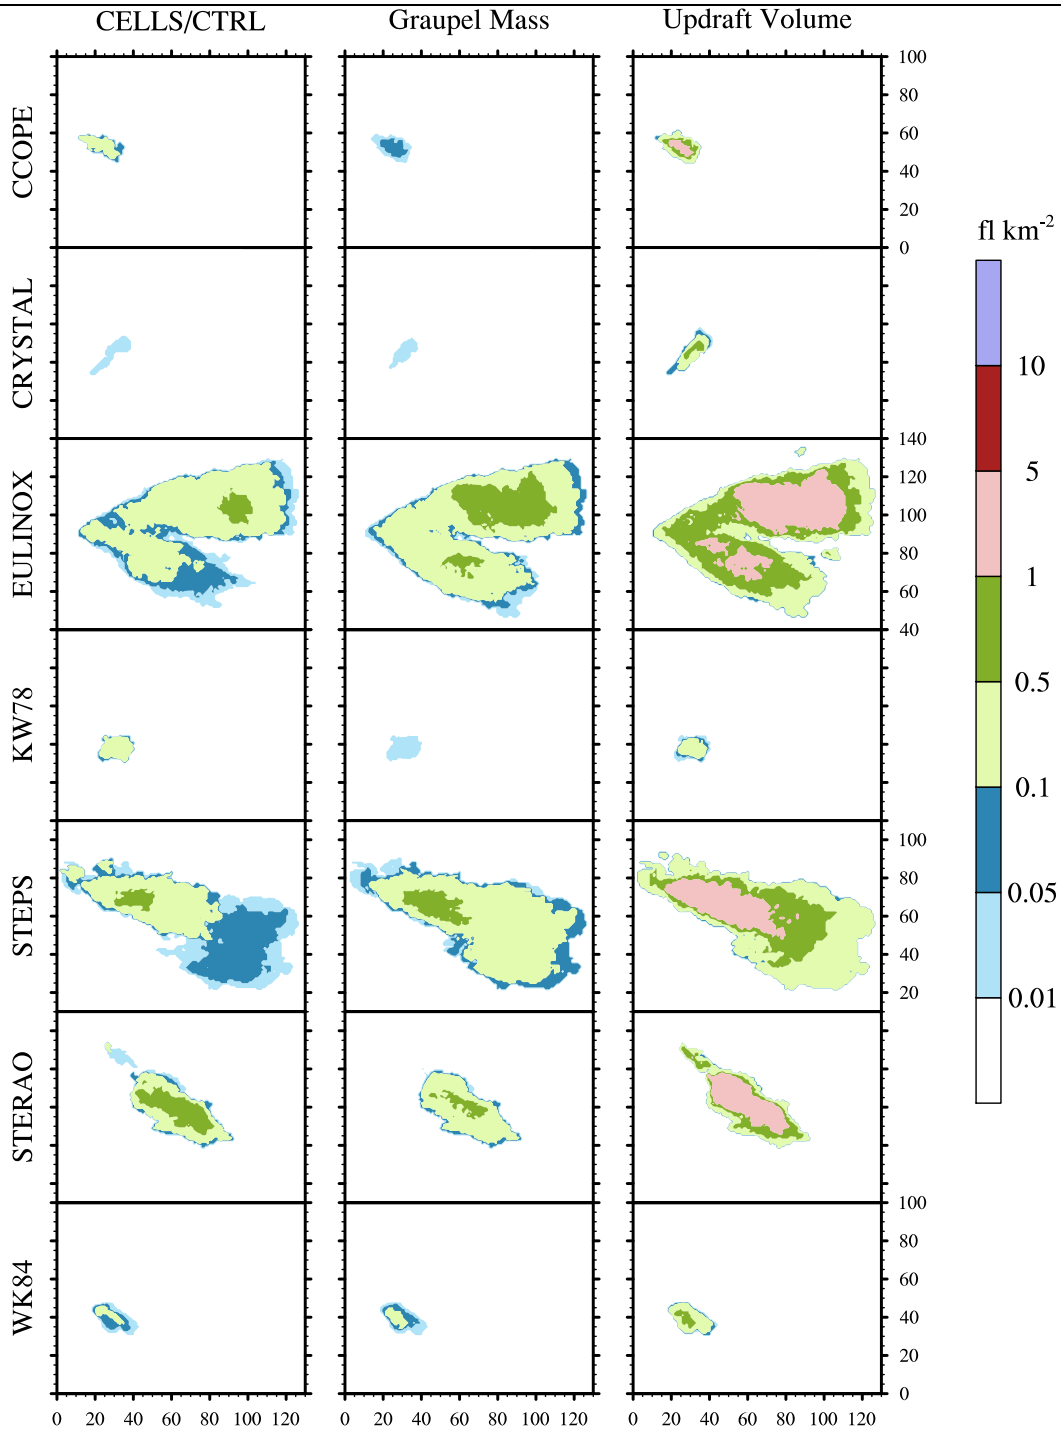 CELLS/CTRL Graupel Mass Updraft Volume
CCOPE
100
80
60
40
20
0
CRYSTAL
EULINOX
140
120
100
80
60
40
KW78
STEPS
100
80
60
40
20
STERAO
WK84
100
80
60
40
20
0
0 20 40 60 80 100 120
0 20 40 60 80 100 120
0 20 40 60 80 100 120
fl km⁻²
10
5
1
0.5
0.1
0.05
0.01